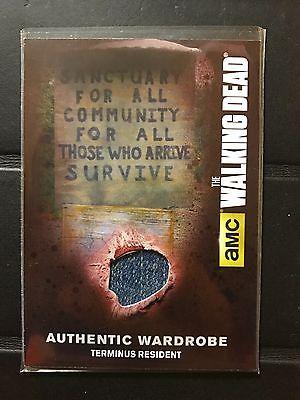 SANCTUARY
FOR ALL
COMMUNITY
FOR ALL
THOSE WHO ARRIVE
SURVIVE
AMC THE WALKING DEAD
AUTHENTIC WARDROBE
TERMINUS RESIDENT